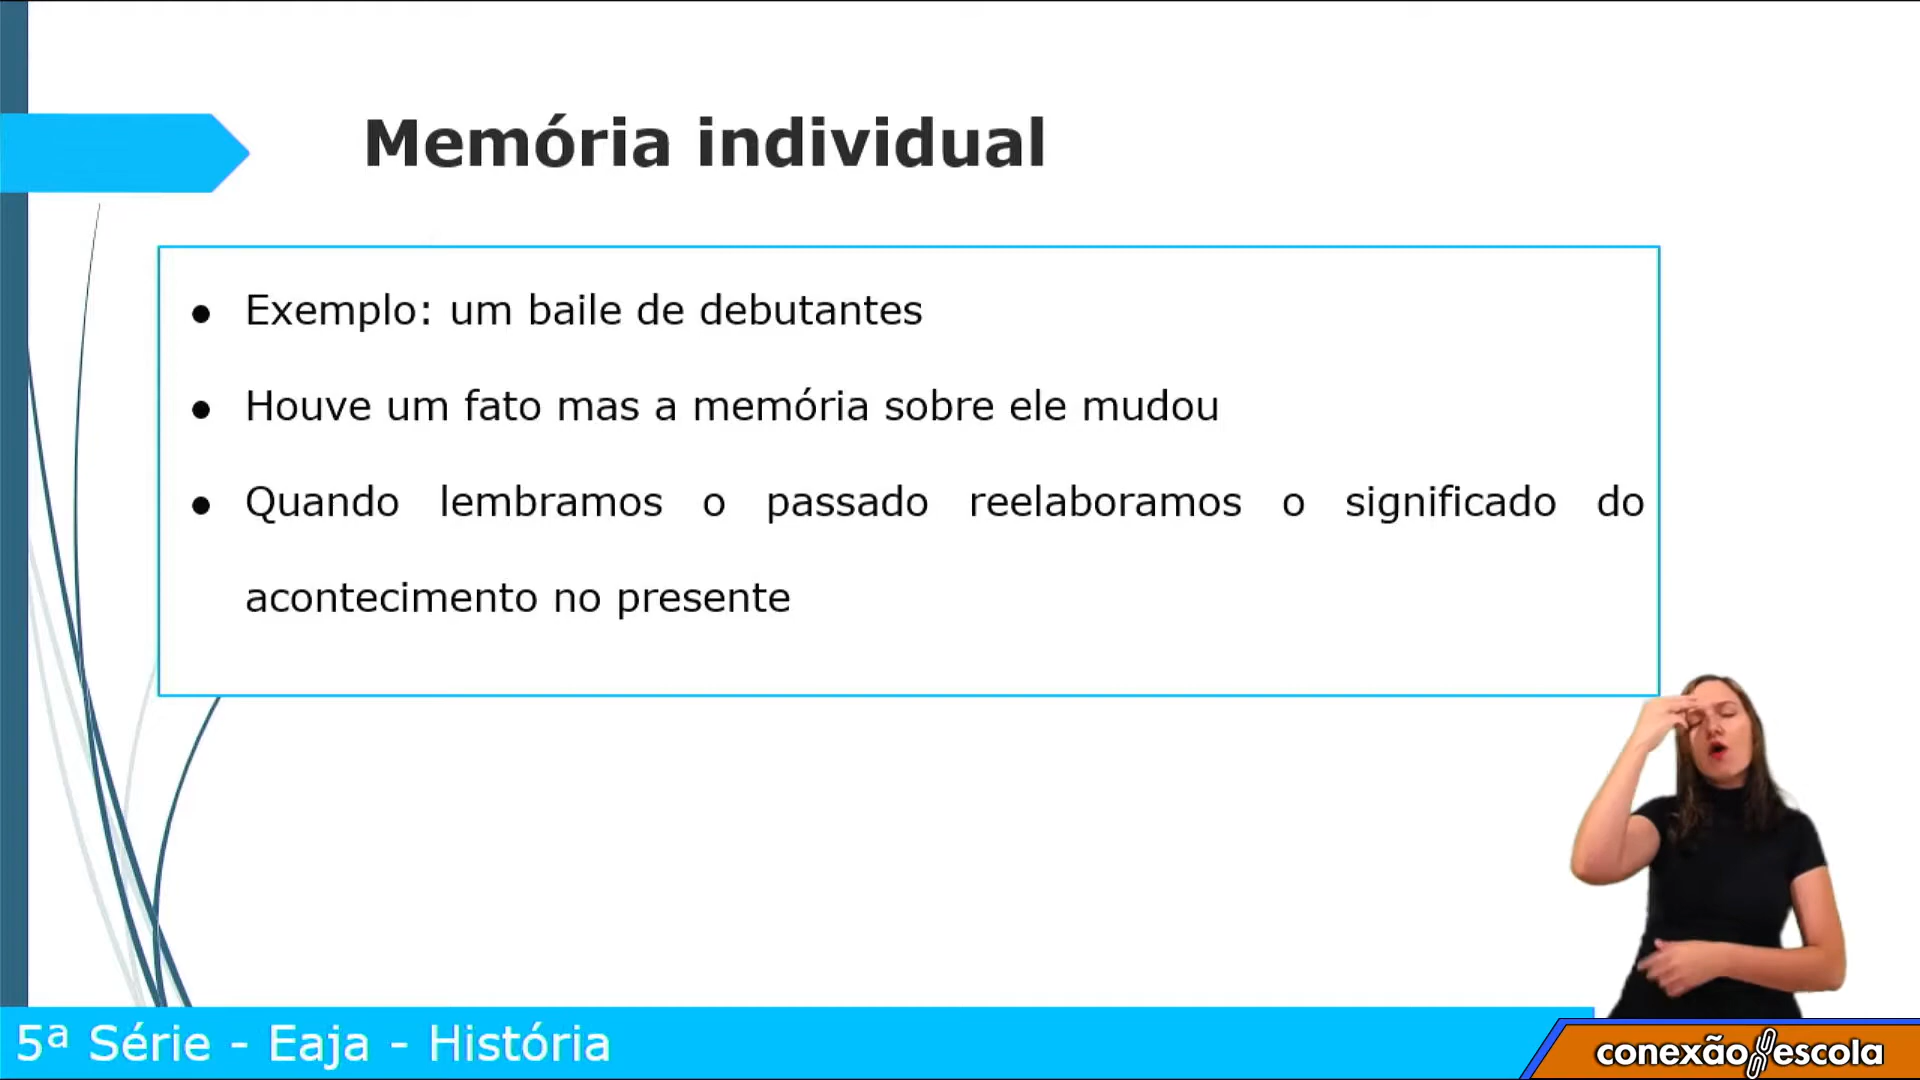 Memória individual
● Exemplo: um baile de debutantes
● Houve um fato mas a memória sobre ele mudou
● Quando lembramos o passado reelaboramos o significado do
acontecimento no presente
5ª Série - Eaja - História
conexão escola